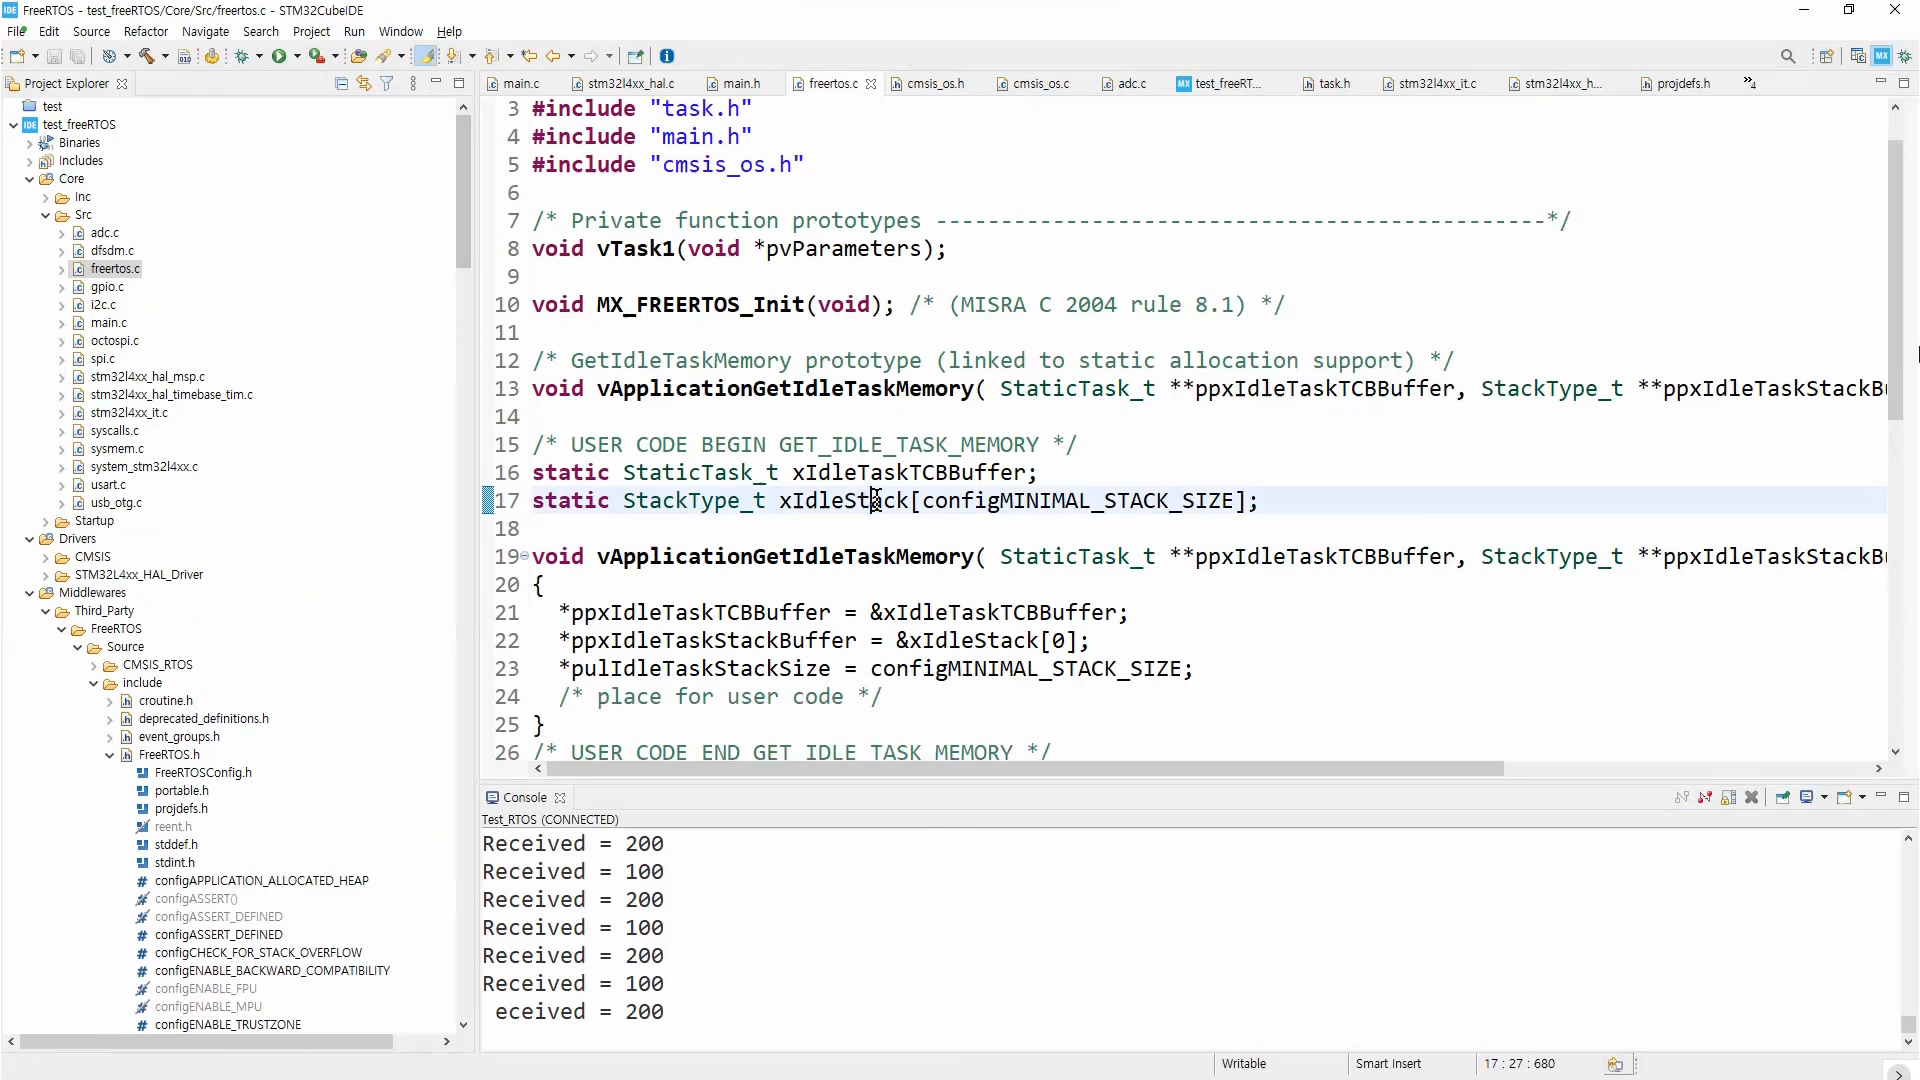 FreeRTOS - test_freeRTOS/Core/Src/freertos.c - STM32CubeIDE
File Edit Source Refactor Navigate Search Project Run Window Help
Project Explorer
test
test_freeRTOS
Binaries
Includes
Core
Inc
Src
adc.c
dfsdm.c
freertos.c
gpio.c
i2c.c
main.c
octospi.c
spi.c
stm32l4xx_hal_msp.c
stm32l4xx_hal_timebase_tim.c
stm32l4xx_it.c
syscalls.c
sysmem.c
system_stm32l4xx.c
usart.c
usb_otg.c
Startup
Drivers
CMSIS
STM32L4xx_HAL_Driver
Middlewares
Third_Party
FreeRTOS
Source
CMSIS_RTOS
include
croutine.h
deprecated_definitions.h
event_groups.h
FreeRTOS.h
FreeRTOSConfig.h
portable.h
projdefs.h
reent.h
stddef.h
stdint.h
configAPPLICATION_ALLOCATED_HEAP
configASSERT()
configASSERT_DEFINED
configASSERT_DEFINED
configCHECK_FOR_STACK_OVERFLOW
configENABLE_BACKWARD_COMPATIBILITY
configENABLE_FPU
configENABLE_MPU
configENABLE_TRUSTZONE
main.c stm32l4xx_hal.c main.h freertos.c cmsis_os.h cmsis_os.c adc.c test_freeRT... task.h stm32l4xx_it.c stm32l4xx_h... projdefs.h »4
3 #include "task.h"
4 #include "main.h"
5 #include "cmsis_os.h"
6
7 /* Private function prototypes -----------------------------------------------*/
8 void vTask1(void *pvParameters);
9
10 void MX_FREERTOS_Init(void); /* (MISRA C 2004 rule 8.1) */
11
12 /* GetIdleTaskMemory prototype (linked to static allocation support) */
13 void vApplicationGetIdleTaskMemory( StaticTask_t **ppxIdleTaskTCBBuffer, StackType_t **ppxIdleTaskStackBu
14
15 /* USER CODE BEGIN GET_IDLE_TASK_MEMORY */
16 static StaticTask_t xIdleTaskTCBBuffer;
17 static StackType_t xIdleStack[configMINIMAL_STACK_SIZE];
18
19 void vApplicationGetIdleTaskMemory( StaticTask_t **ppxIdleTaskTCBBuffer, StackType_t **ppxIdleTaskStackBu
20 {
21 *ppxIdleTaskTCBBuffer = &xIdleTaskTCBBuffer;
22 *ppxIdleTaskStackBuffer = &xIdleStack[0];
23 *pulIdleTaskStackSize = configMINIMAL_STACK_SIZE;
24 /* place for user code */
25 }
26 /* USER CODE END GET_IDLE_TASK_MEMORY */
Console
Test_RTOS (CONNECTED)
Received = 200
Received = 100
Received = 200
Received = 100
Received = 200
Received = 100
eceived = 200
Writable Smart Insert 17 : 27 : 680